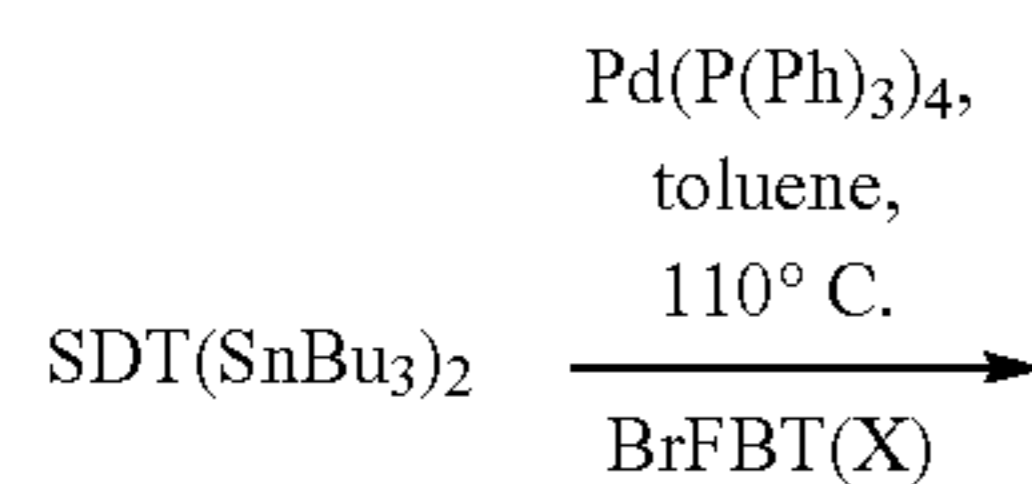 Pd(P(Ph)₃)₄,
toluene,
110° C.
SDT(SnBu₃)₂
BrFBT(X)